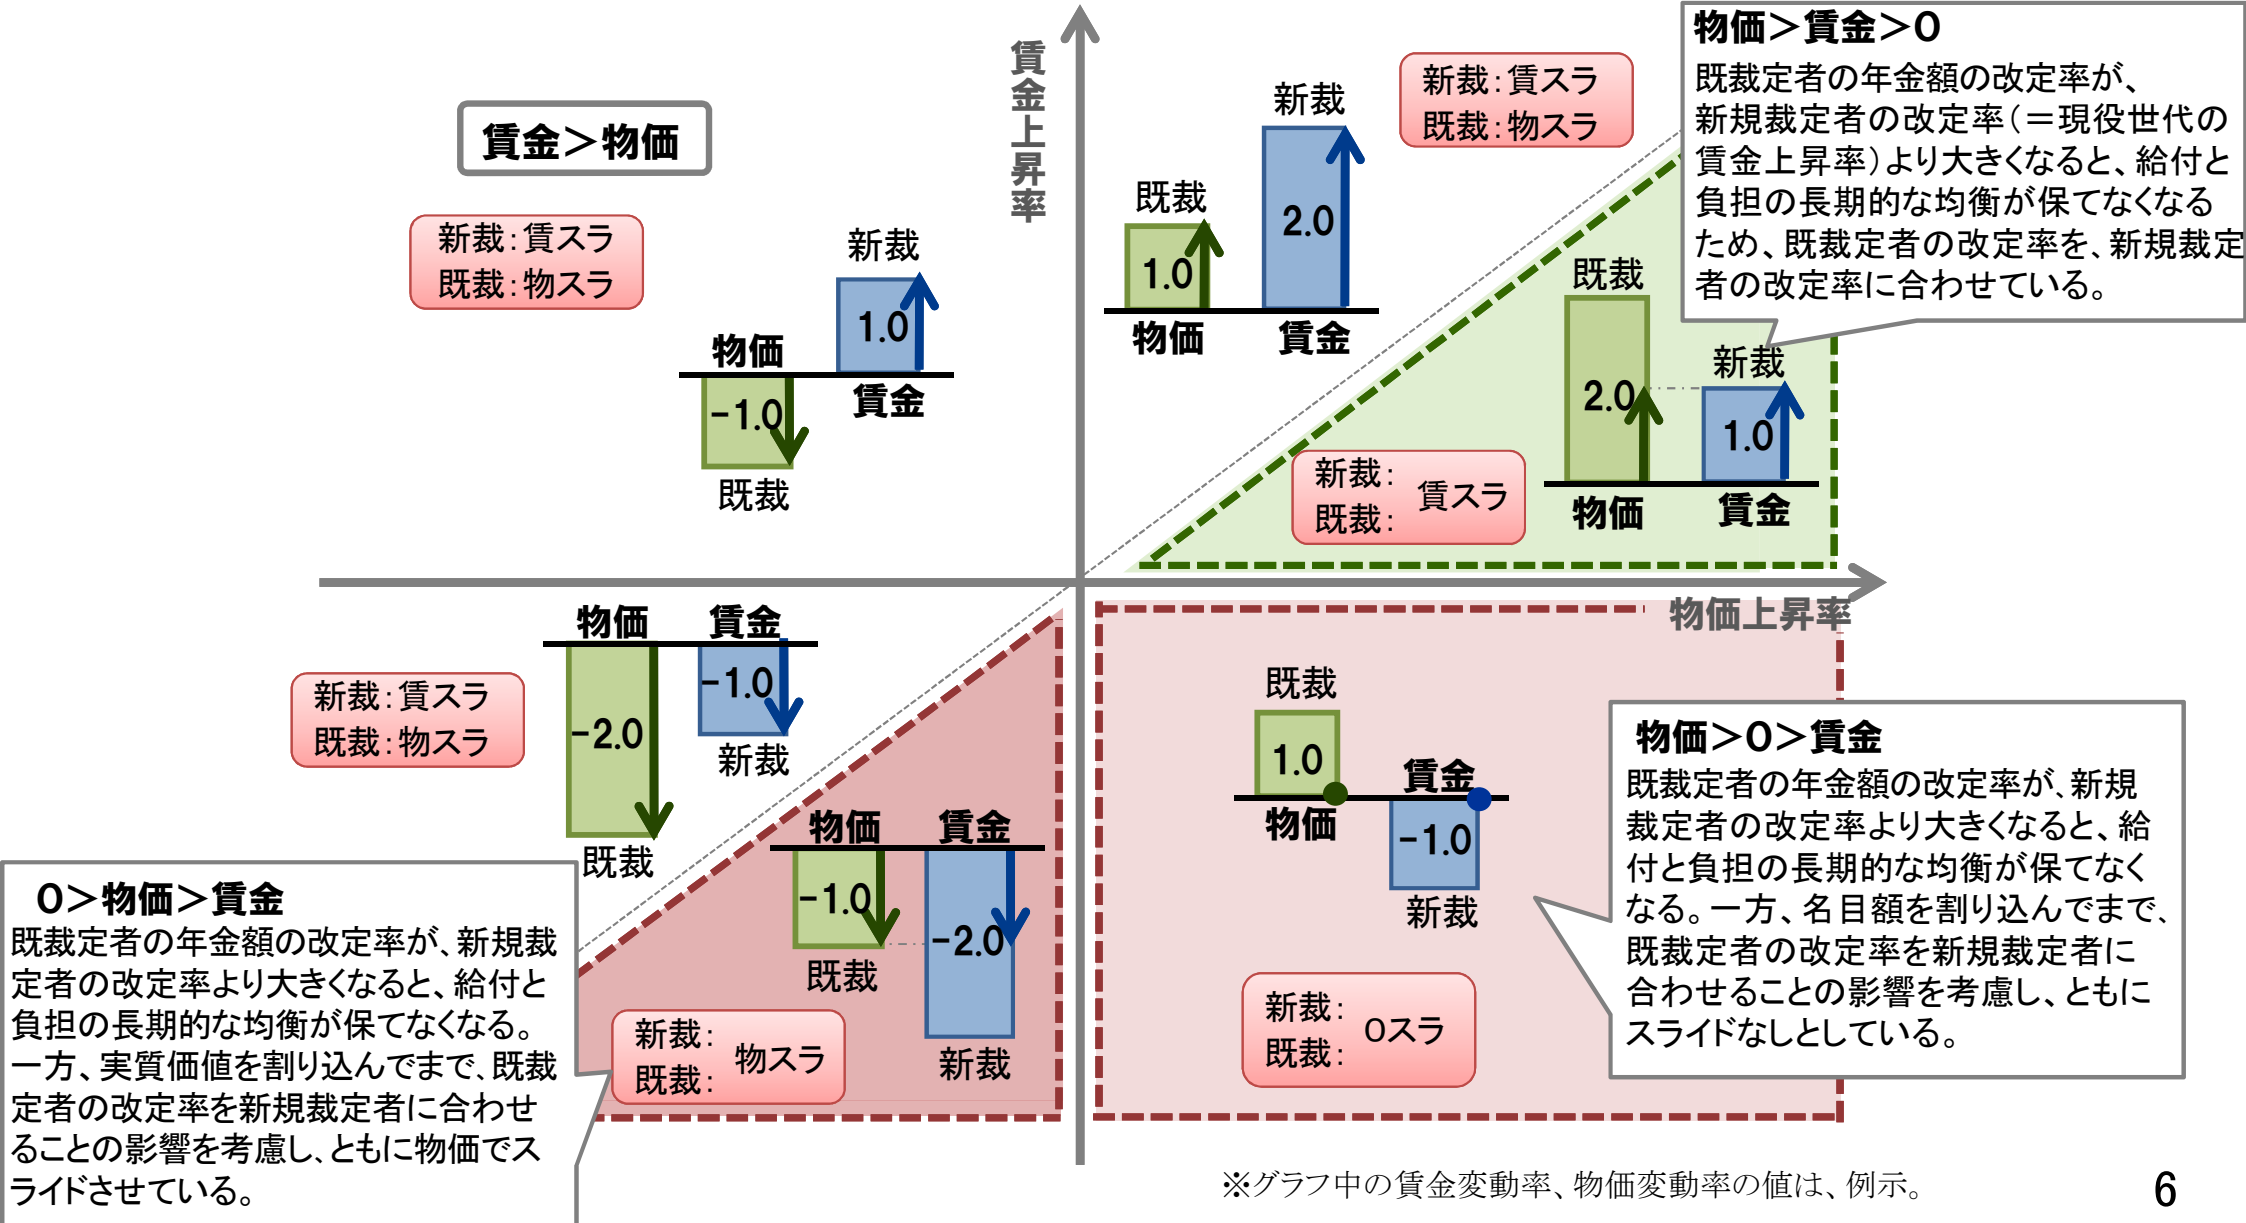 賃金上昇率
賃金＞物価
新裁：賃スラ
既裁：物スラ
新裁
1.0
物価
賃金
-1.0
既裁
新裁：賃スラ
既裁：物スラ
新裁
既裁
2.0
1.0
物価
賃金
物価＞賃金＞0
既裁定者の年金額の改定率が、
新規裁定者の改定率（＝現役世代の
賃金上昇率）より大きくなると、給付と
負担の長期的な均衡が保てなくなる
ため、既裁定者の改定率を、新規裁定
者の改定率に合わせている。
既裁
新裁
2.0
1.0
物価
賃金
新裁：
既裁：
賃スラ
物価上昇率
物価
賃金
-1.0
-2.0
新裁
既裁
新裁：賃スラ
既裁：物スラ
物価
賃金
-1.0
-2.0
既裁
新裁
新裁：
既裁：
物スラ
0＞物価＞賃金
既裁定者の年金額の改定率が、新規裁
定者の改定率より大きくなると、給付と
負担の長期的な均衡が保てなくなる。
一方、実質価値を割り込んでまで、既裁
定者の改定率を新規裁定者に合わせ
ることの影響を考慮し、ともに物価でス
ライドさせている。
既裁
1.0
賃金
物価
-1.0
新裁
新裁：
既裁：
0スラ
物価＞0＞賃金
既裁定者の年金額の改定率が、新規
裁定者の改定率より大きくなると、給
付と負担の長期的な均衡が保てなく
なる。一方、名目額を割り込んでまで、
既裁定者の改定率を新規裁定者に
合わせることの影響を考慮し、ともに
スライドなしとしている。
※グラフ中の賃金変動率、物価変動率の値は、例示。
6